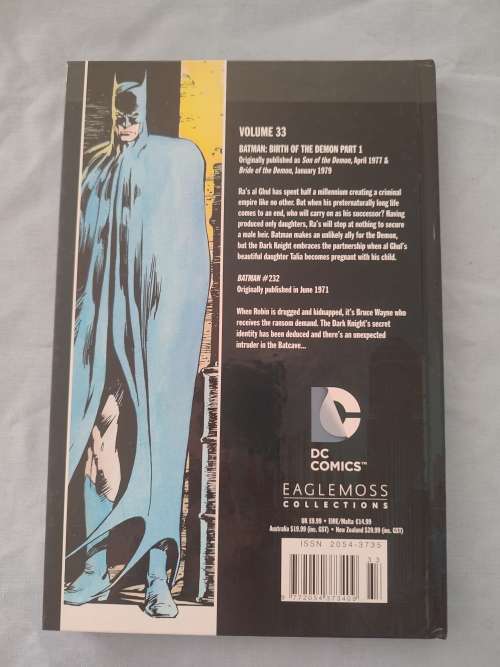 VOLUME 33
BATMAN: BIRTH OF THE DEMON PART 1
Originally published as Son of the Demon, April 1977 &
Bride of the Demon, January 1979
Ra's al Ghul has spent half a millennium creating a criminal
empire like no other. But when his preternaturally long life
comes to an end, who will carry on as his successor? Having
produced only daughters, Ra's will stop at nothing to secure
a male heir. Batman makes an unlikely ally for the Demon,
but the Dark Knight embraces the partnership when al Ghul's
beautiful daughter Talia becomes pregnant with his child.
BATMAN #232
Originally published in June 1971
When Robin is drugged and kidnapped, it's Bruce Wayne who
receives the ransom demand. The Dark Knight's secret
identity has been deduced and there's an unexpected
intruder in the Batcave...
DC
DC
COMICS™
EAGLEMOSS
COLLECTIONS
UK £9.99 • EIRE/Malta €14.99
Australia $19.99 (inc. GST) • New Zealand $29.99 (inc. GST)
ISSN 2054-3735
33
9 772054 373409